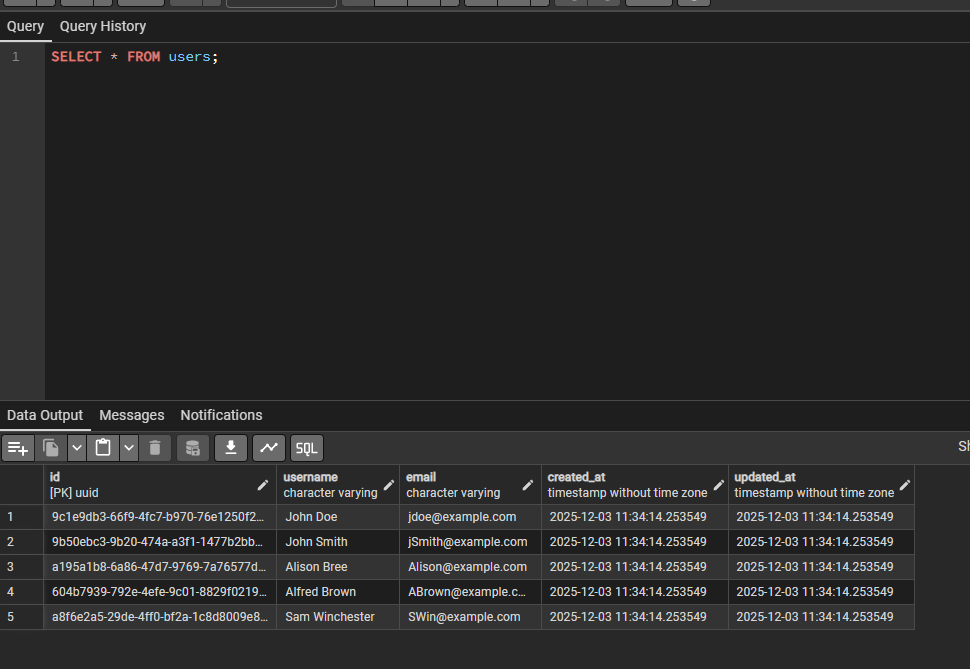 Query Query History
1 SELECT * FROM users;
Data Output Messages Notifications
SQL
id username email created_at updated_at
[PK] uuid character varying character varying timestamp without time zone timestamp without time zone
1 9c1e9db3-66f9-4fc7-b970-76e1250f2... John Doe jdoe@example.com 2025-12-03 11:34:14.253549 2025-12-03 11:34:14.253549
2 9b50ebc3-9b20-474a-a3f1-1477b2bb... John Smith jSmith@example.com 2025-12-03 11:34:14.253549 2025-12-03 11:34:14.253549
3 a195a1b8-6a86-47d7-9769-7a76577d... Alison Bree Alison@example.com 2025-12-03 11:34:14.253549 2025-12-03 11:34:14.253549
4 604b7939-792e-4efe-9c01-8829f0219... Alfred Brown ABrown@example.c... 2025-12-03 11:34:14.253549 2025-12-03 11:34:14.253549
5 a8f6e2a5-29de-4ff0-bf2a-1c8d8009e8... Sam Winchester SWin@example.com 2025-12-03 11:34:14.253549 2025-12-03 11:34:14.253549